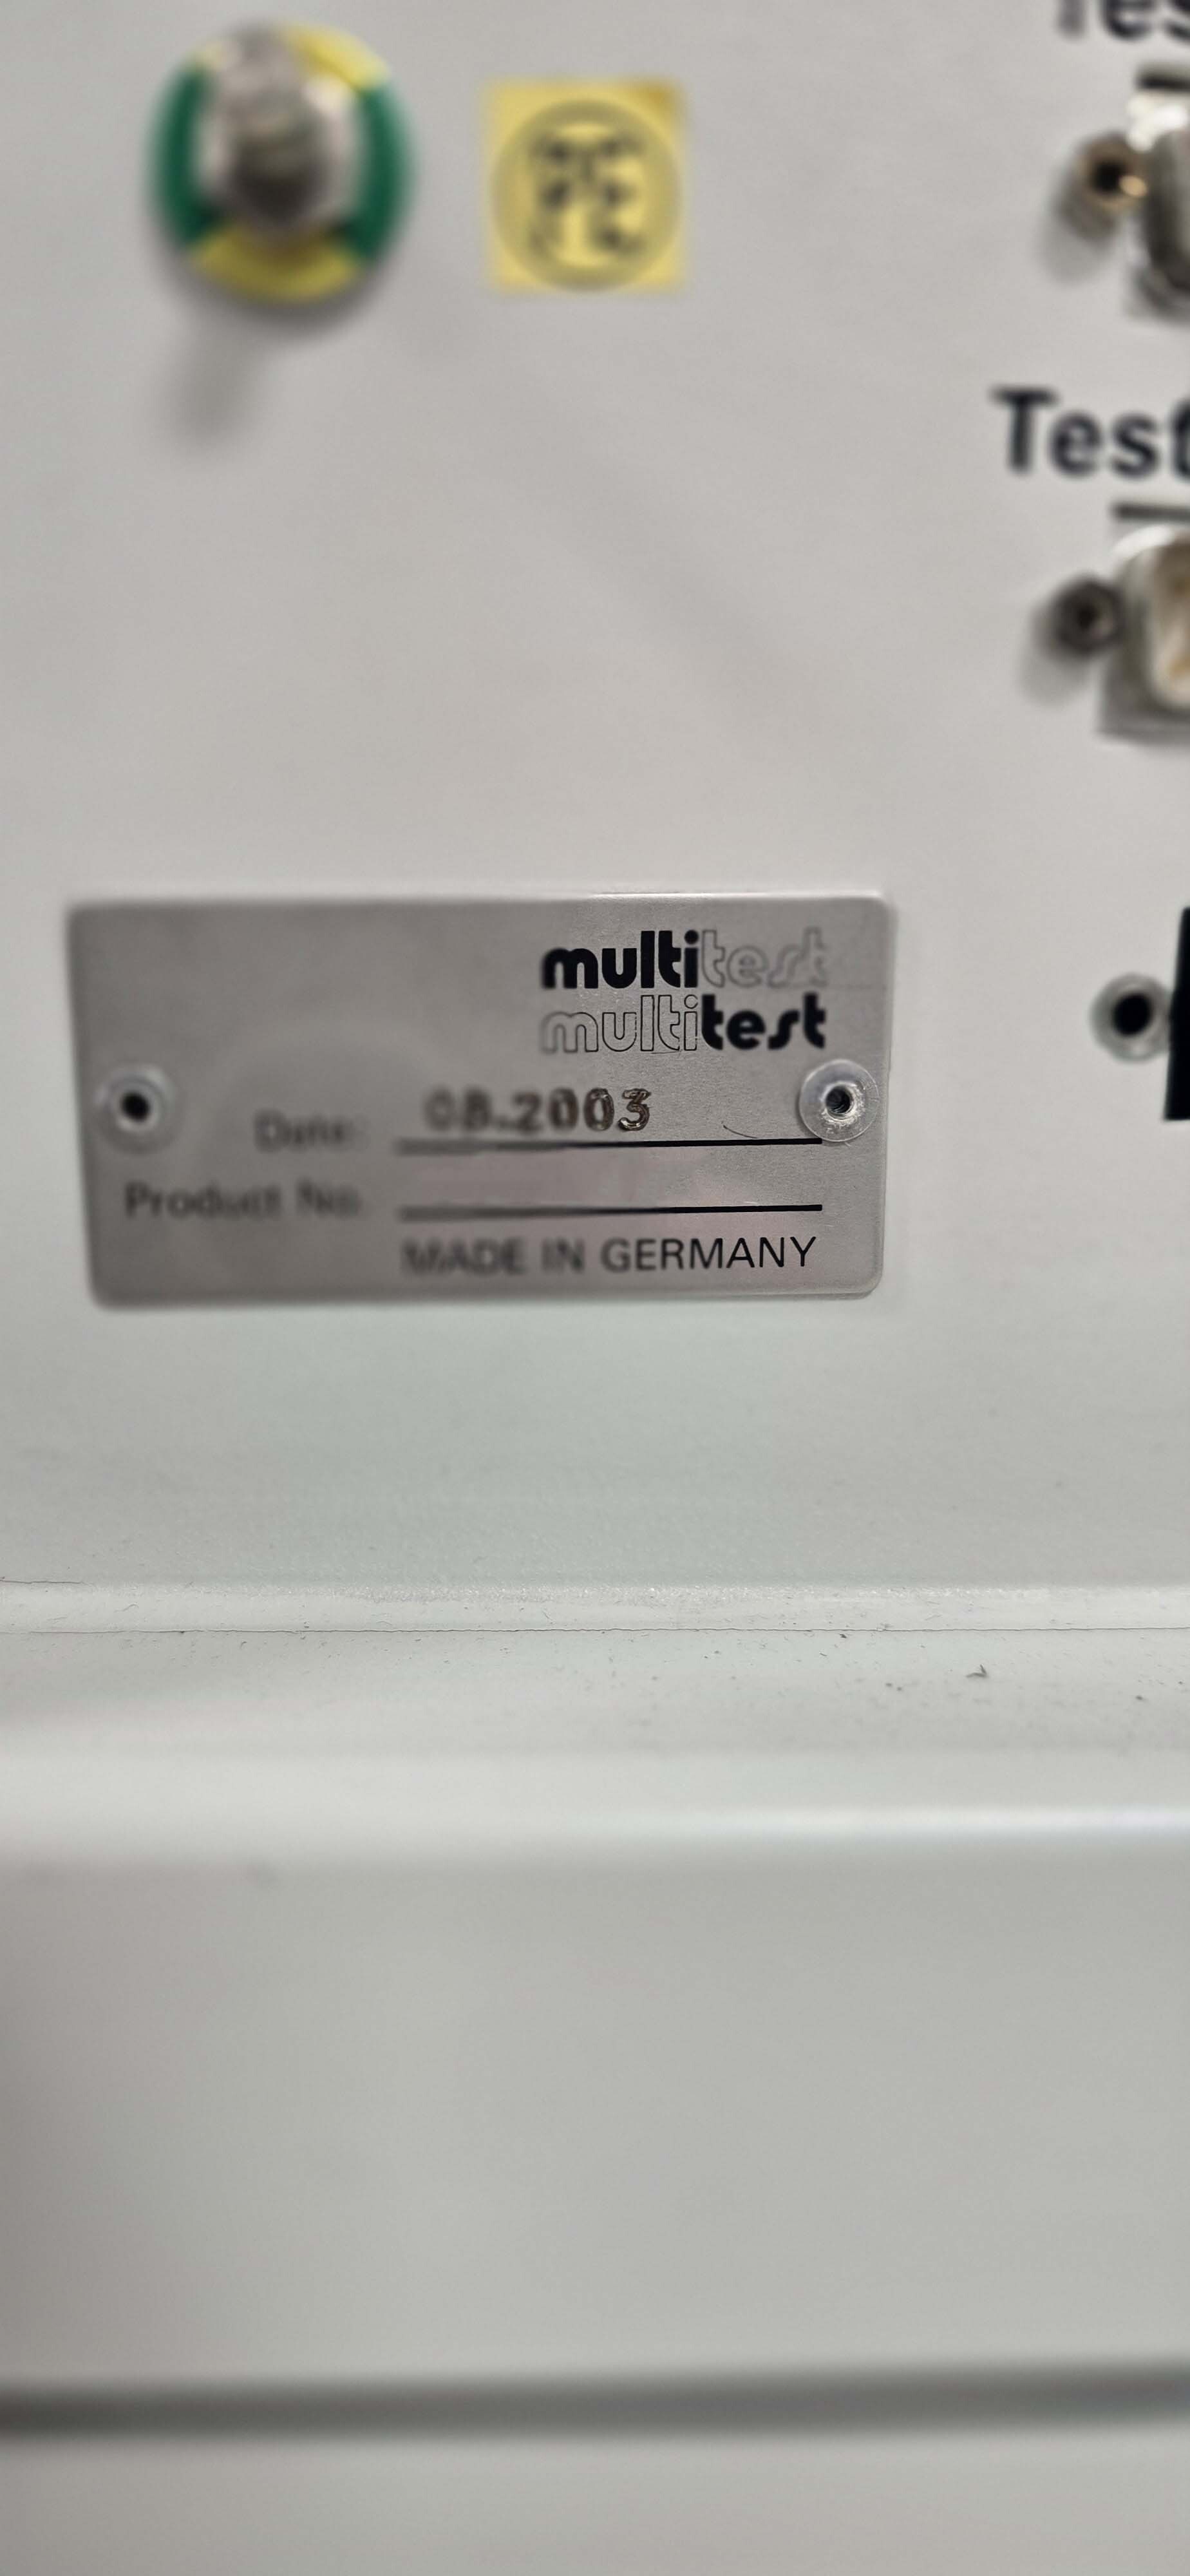 Test
multitest
multitest
Date: 08.2003
Product No.
MADE IN GERMANY